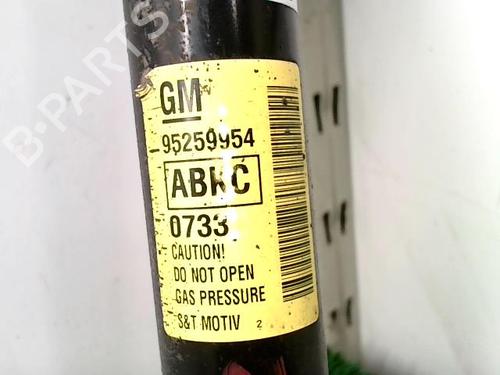 B-PARTS
GM
95259954
ABKC
0733
CAUTION!
DO NOT OPEN
GAS PRESSURE
S&T MOTIV 2